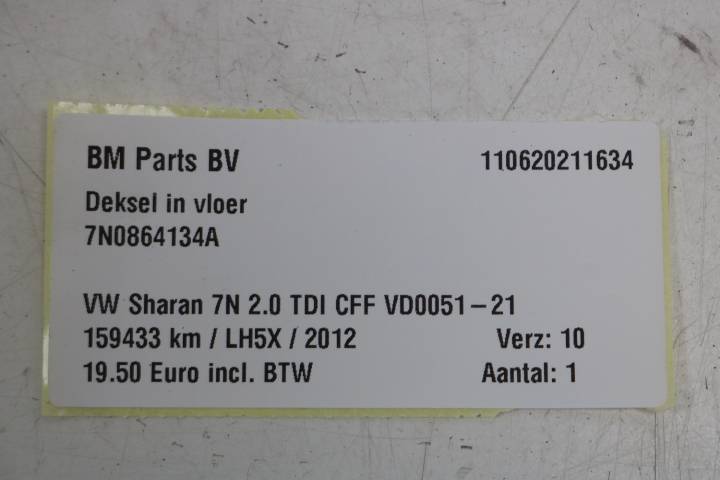 BM Parts BV 110620211634
Deksel in vloer
7N0864134A
VW Sharan 7N 2.0 TDI CFF VD0051-21
159433 km / LH5X / 2012 Verz: 10
19.50 Euro incl. BTW Aantal: 1